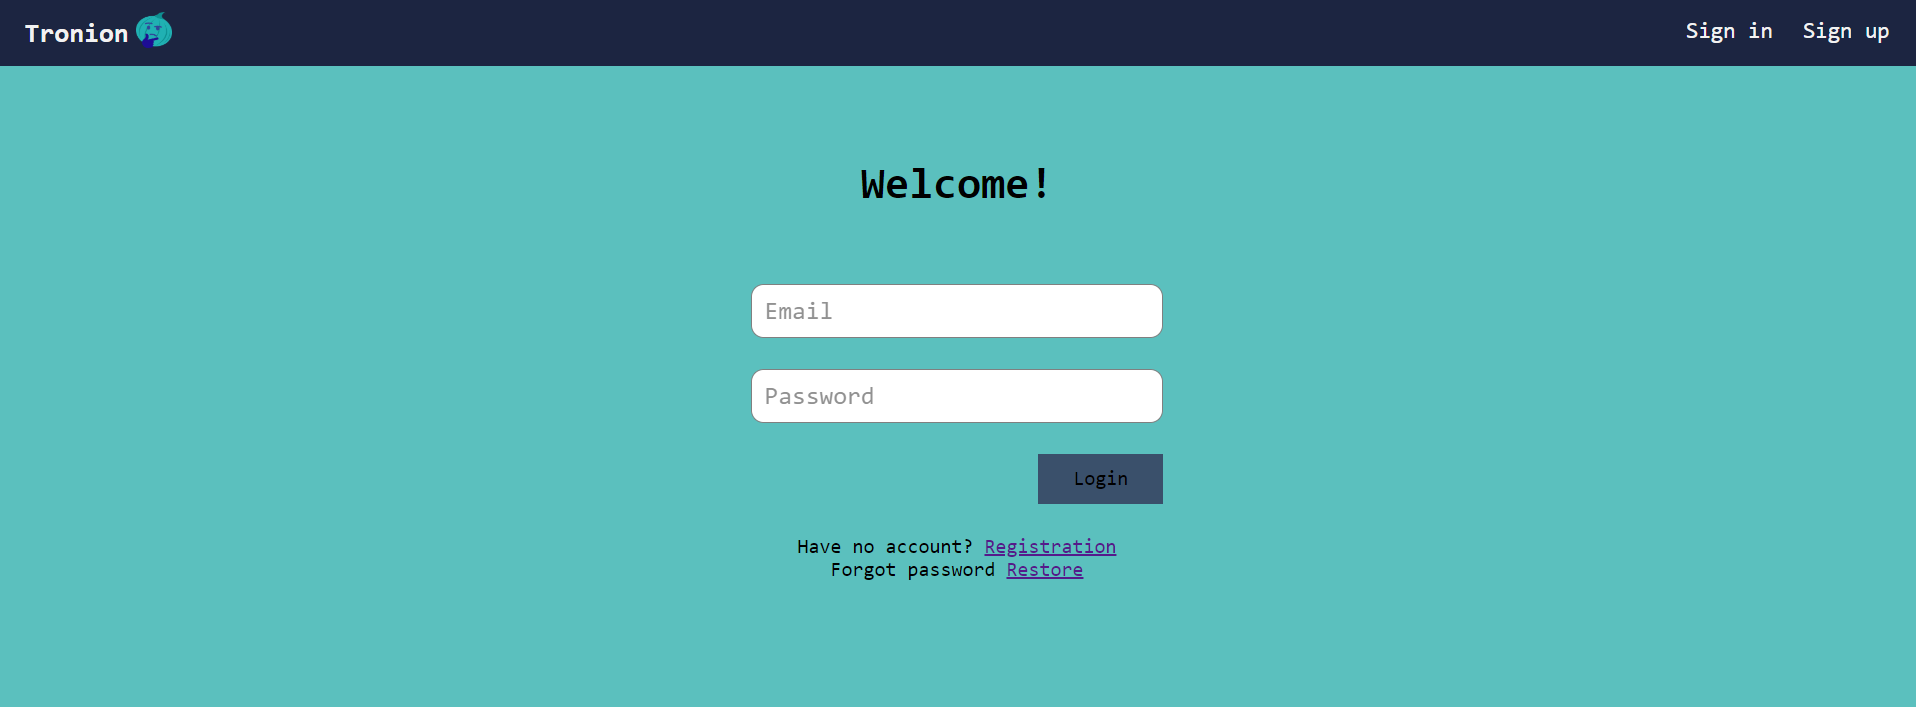 Tronion
Sign in
Sign up
Welcome!
Email
Password
Login
Have no account? Registration
Forgot password Restore